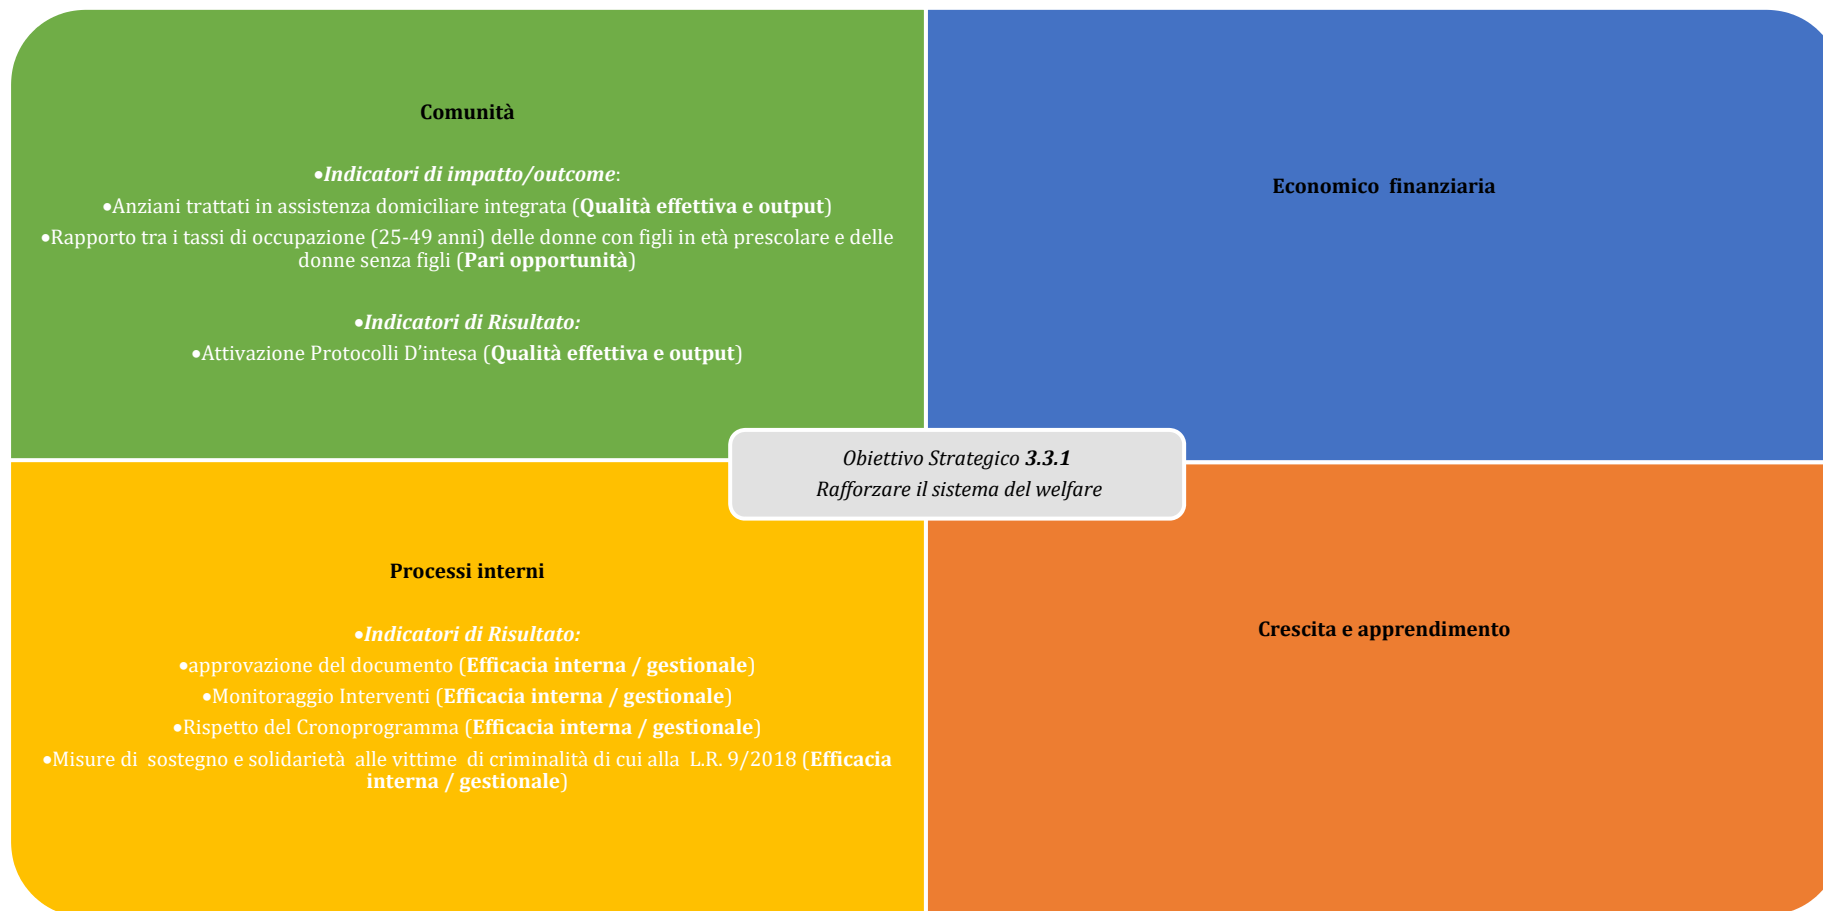 Comunità
•Indicatori di impatto/outcome:
•Anziani trattati in assistenza domiciliare integrata (Qualità effettiva e output)
•Rapporto tra i tassi di occupazione (25-49 anni) delle donne con figli in età prescolare e delle
donne senza figli (Pari opportunità)
•Indicatori di Risultato:
•Attivazione Protocolli D’intesa (Qualità effettiva e output)
Economico  finanziaria
Obiettivo Strategico 3.3.1
Rafforzare il sistema del welfare
Processi interni
•Indicatori di Risultato:
•approvazione del documento (Efficacia interna / gestionale)
•Monitoraggio Interventi (Efficacia interna / gestionale)
•Rispetto del Cronoprogramma (Efficacia interna / gestionale)
•Misure di  sostegno e solidarietà  alle vittime  di criminalità di cui alla  L.R. 9/2018 (Efficacia
interna / gestionale)
Crescita e apprendimento